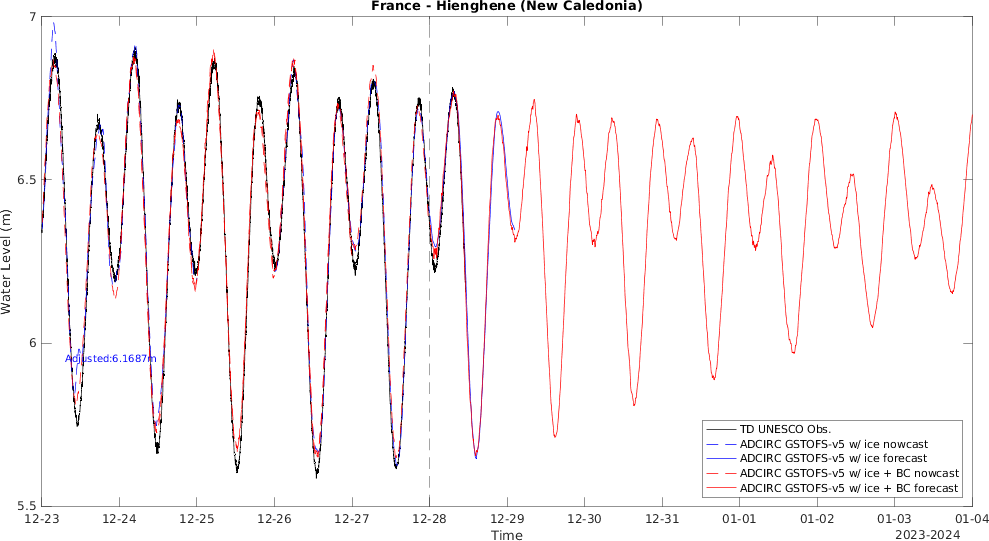 France - Hienghene (New Caledonia)
Water Level (m)
7
6.5
6
5.5
Adjusted:6.1687m
TD UNESCO Obs.
ADCIRC GSTOFS-v5 w/ ice nowcast
ADCIRC GSTOFS-v5 w/ ice forecast
ADCIRC GSTOFS-v5 w/ ice + BC nowcast
ADCIRC GSTOFS-v5 w/ ice + BC forecast
12-23 12-24 12-25 12-26 12-27 12-28 12-29 12-30 12-31 01-01 01-02 01-03 01-04
Time
2023-2024